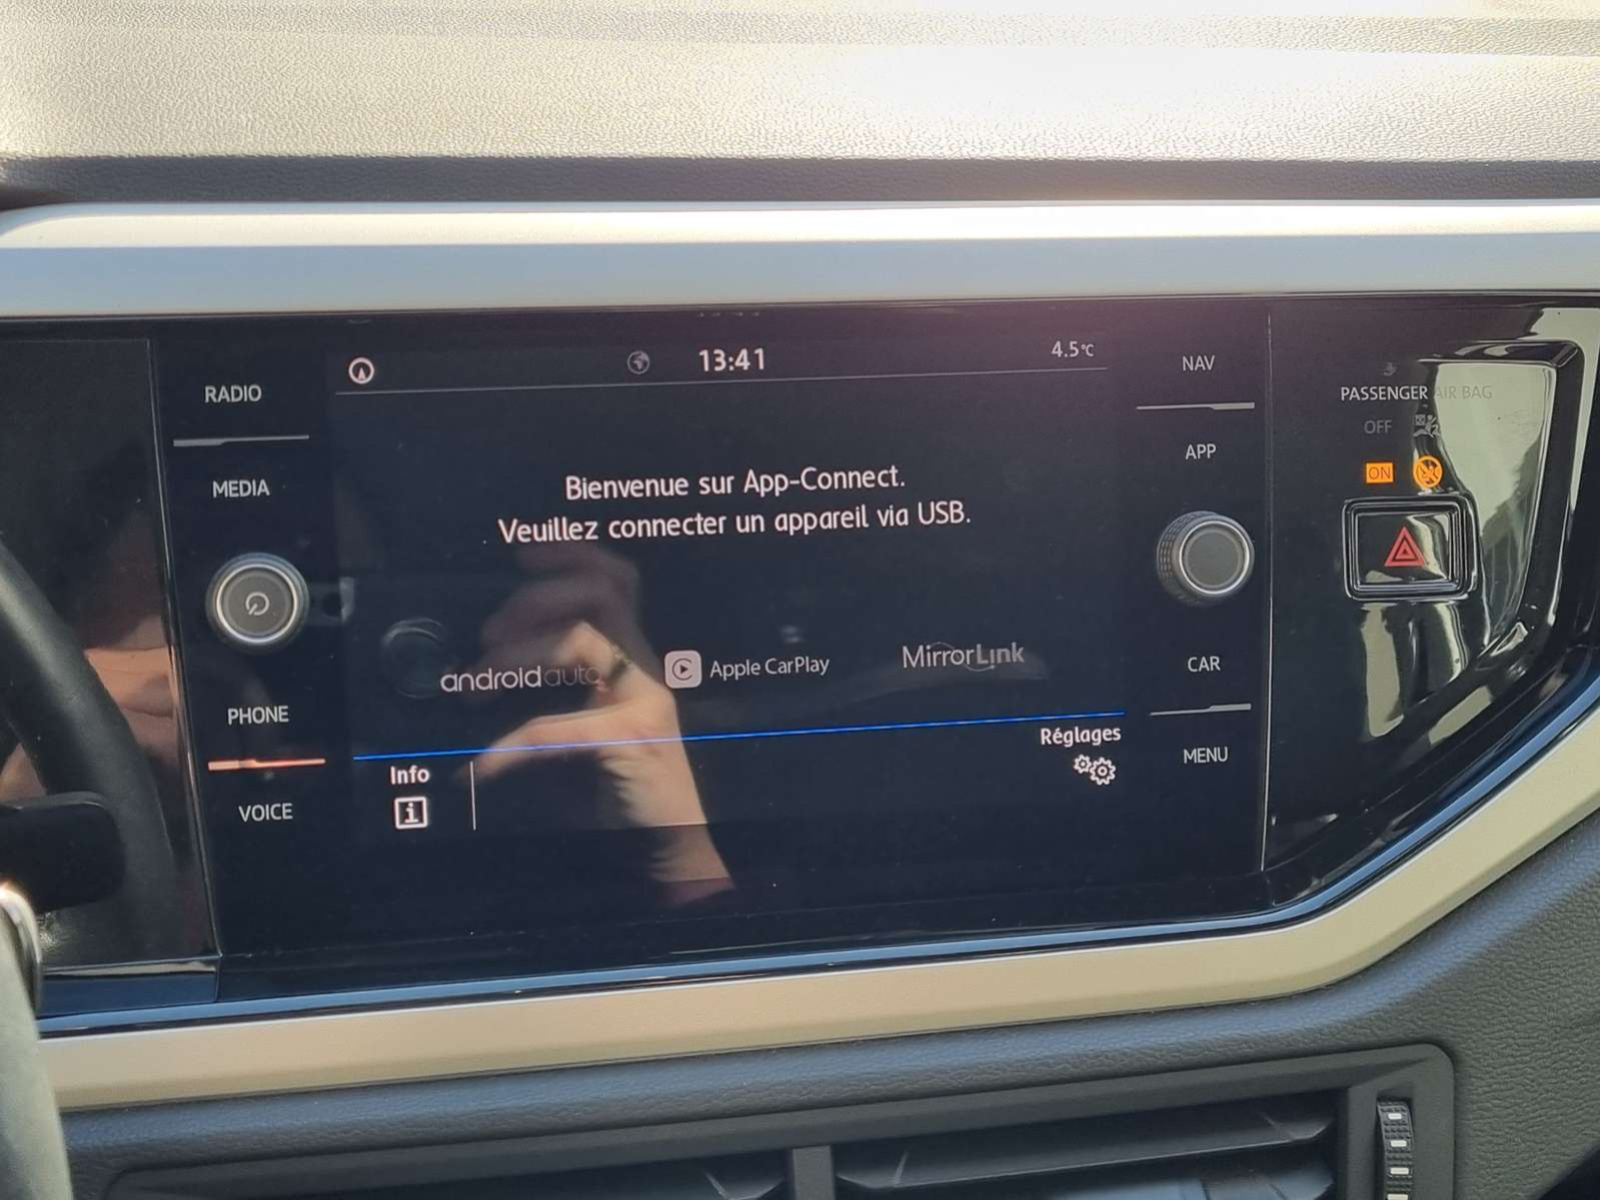 RADIO
MEDIA
PHONE
VOICE
13:41
4.5°C
Bienvenue sur App-Connect.
Veuillez connecter un appareil via USB.
androidauto
Apple CarPlay
MirrorLink
Info
i
Réglages
NAV
APP
CAR
MENU
PASSENGER AIR BAG
OFF
ON